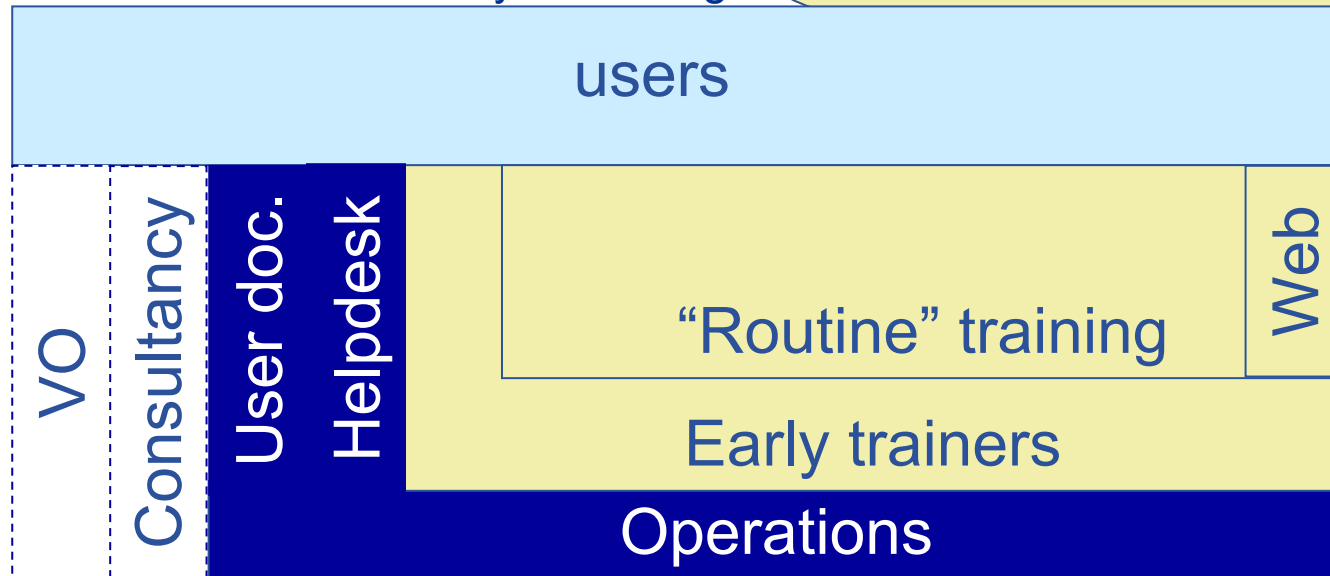 users
VO
Consultancy
User doc.
Helpdesk
“Routine” training
Web
Early trainers
Operations